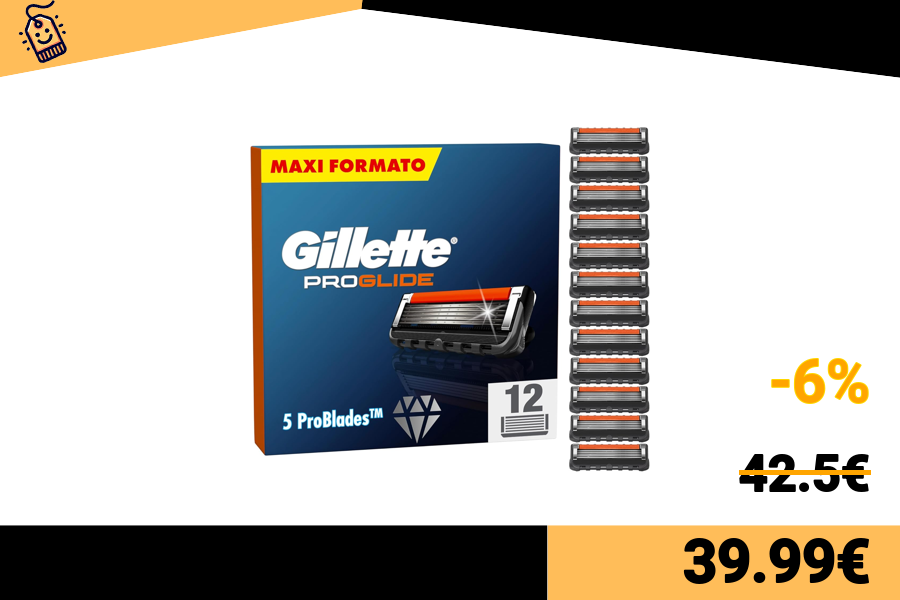 MAXI FORMATO
Gillette®
PROGLIDE
5 ProBlades™
12
-6%
42.5€
39.99€